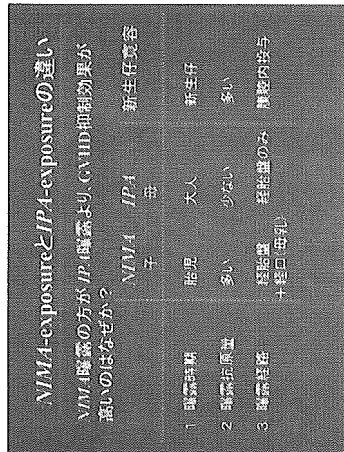 NIMA-exposureとIPA-exposureの違い
NIMA曝露の方がIPA曝露より、GVHD抑制効果が
高いのはなぜか？
NIMA IPA 新生仔寛容
子 母
1 曝露時期 胎児 大人 新生仔
2 曝露抗原量 多い 少ない 多い
3 曝露経路 経胎盤 経胎盤のみ 腹腔内投与
＋経口(母乳)